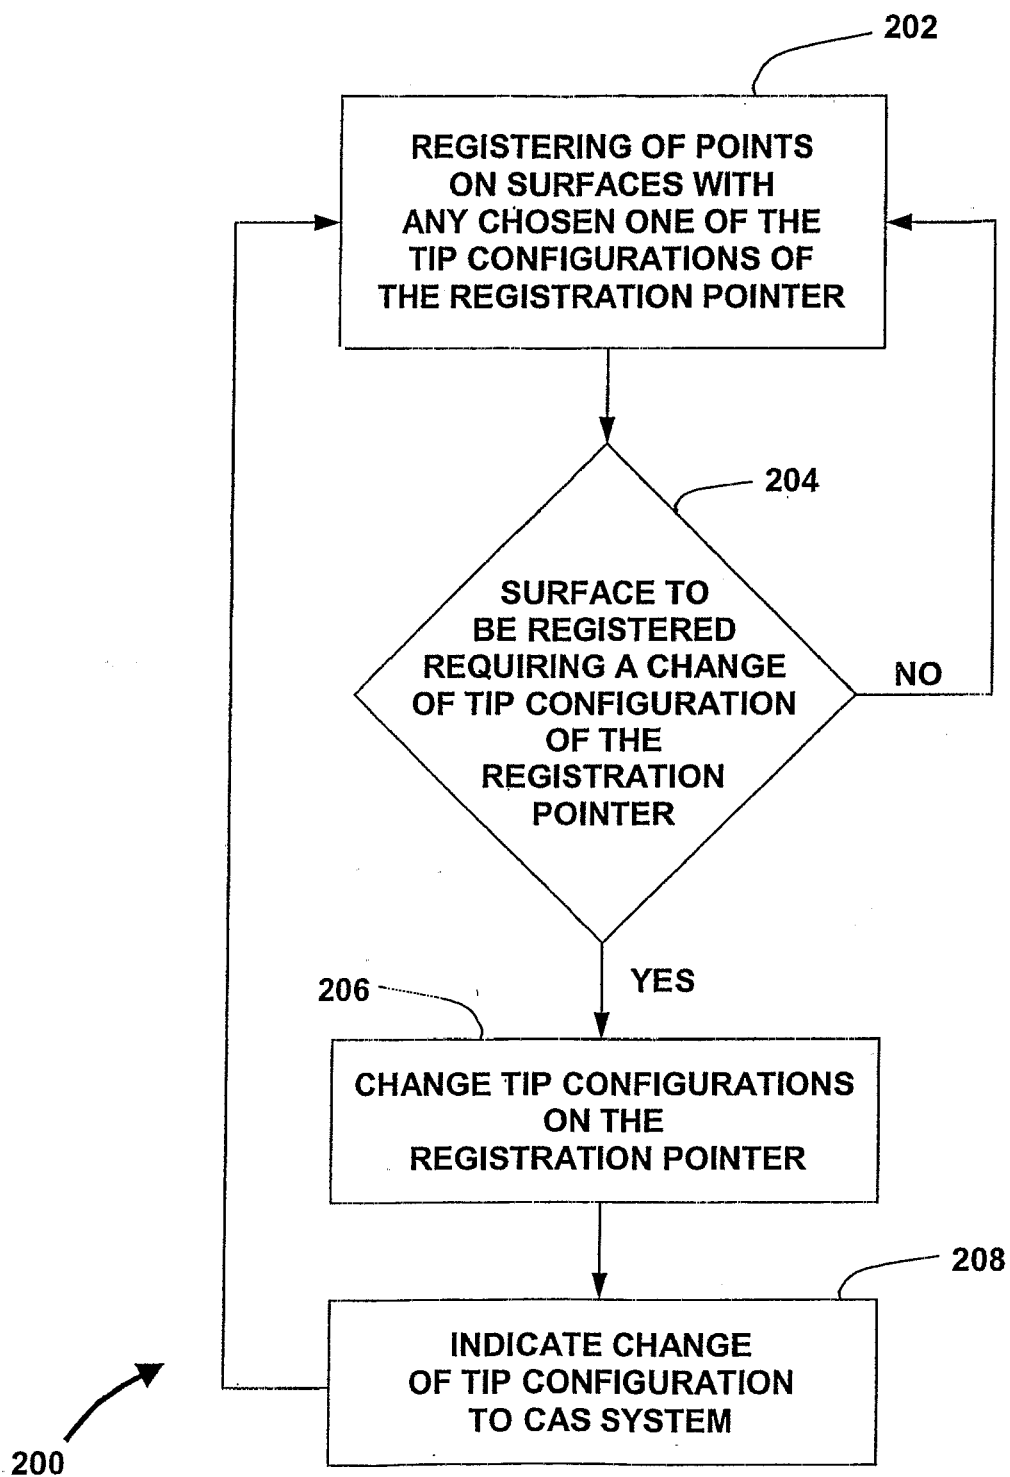 202
REGISTERING OF POINTS
ON SURFACES WITH
ANY CHOSEN ONE OF THE
TIP CONFIGURATIONS OF
THE REGISTRATION POINTER
204
SURFACE TO
BE REGISTERED
REQUIRING A CHANGE
OF TIP CONFIGURATION
OF THE
REGISTRATION
POINTER
NO
YES
206
CHANGE TIP CONFIGURATIONS
ON THE
REGISTRATION POINTER
208
INDICATE CHANGE
OF TIP CONFIGURATION
TO CAS SYSTEM
200